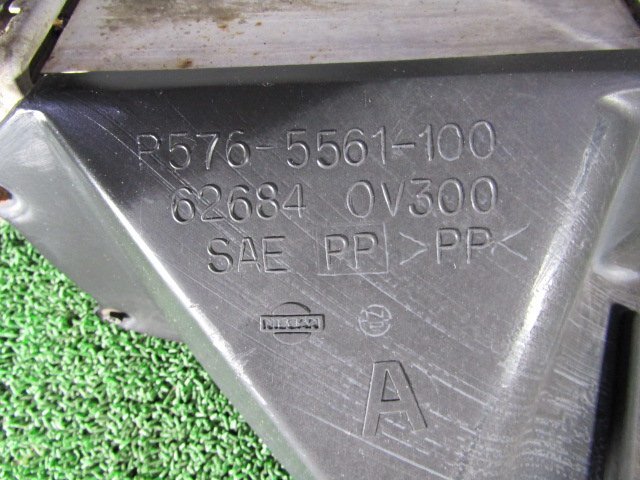 P576-5561-100
62684 0V300
SAE PP >PP<
NISSAN
A